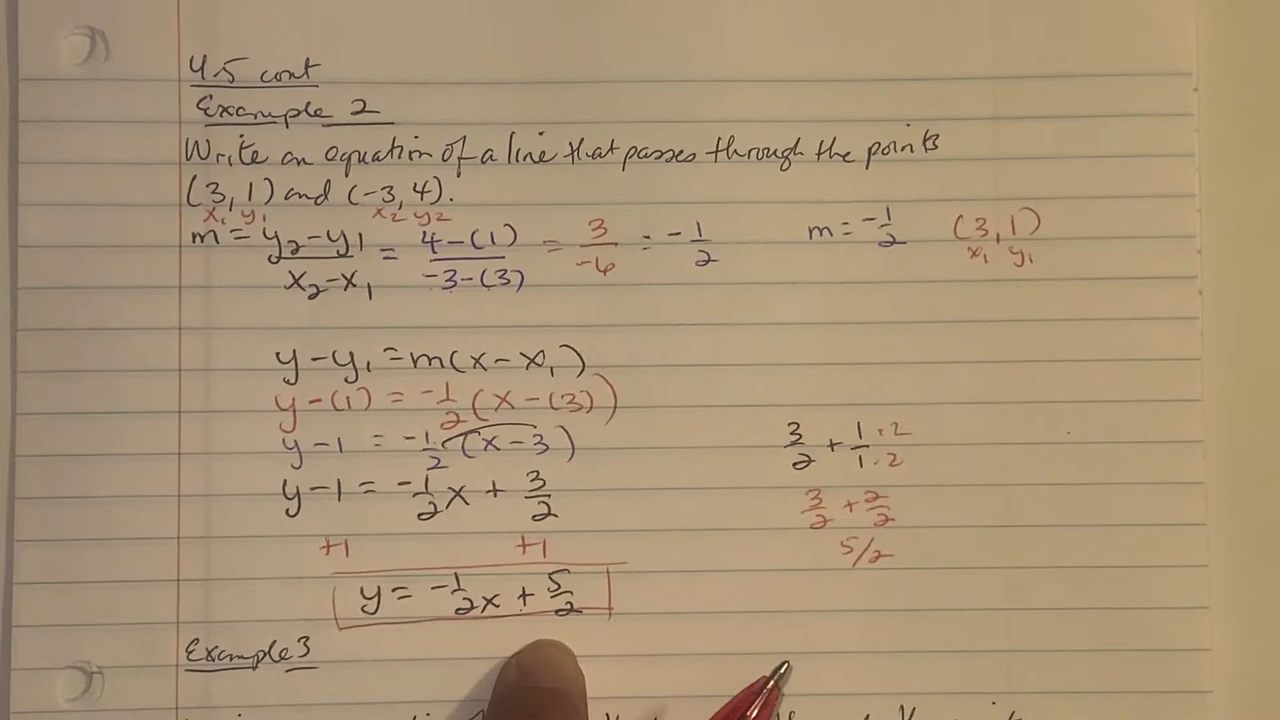 4.5 cont
Example 2
Write an equation of a line that passes through the points
(3, 1) and (-3, 4).
x₁ y₁ x₂ y₂
m = y₂-y₁/x₂-x₁ = 4-(1)/-3-(3) = 3/-6 = -1/2
m = -1/2 (3, 1)
x₁ y₁
y-y₁ = m(x-x₁)
y-(1) = -1/2(x-(3))
y-1 = -1/2(x-3)
y-1 = -1/2x + 3/2
+1 +1
y = -1/2x + 5/2
3/2 + 1·2/1·2
3/2 + 2/2
5/2
Example 3